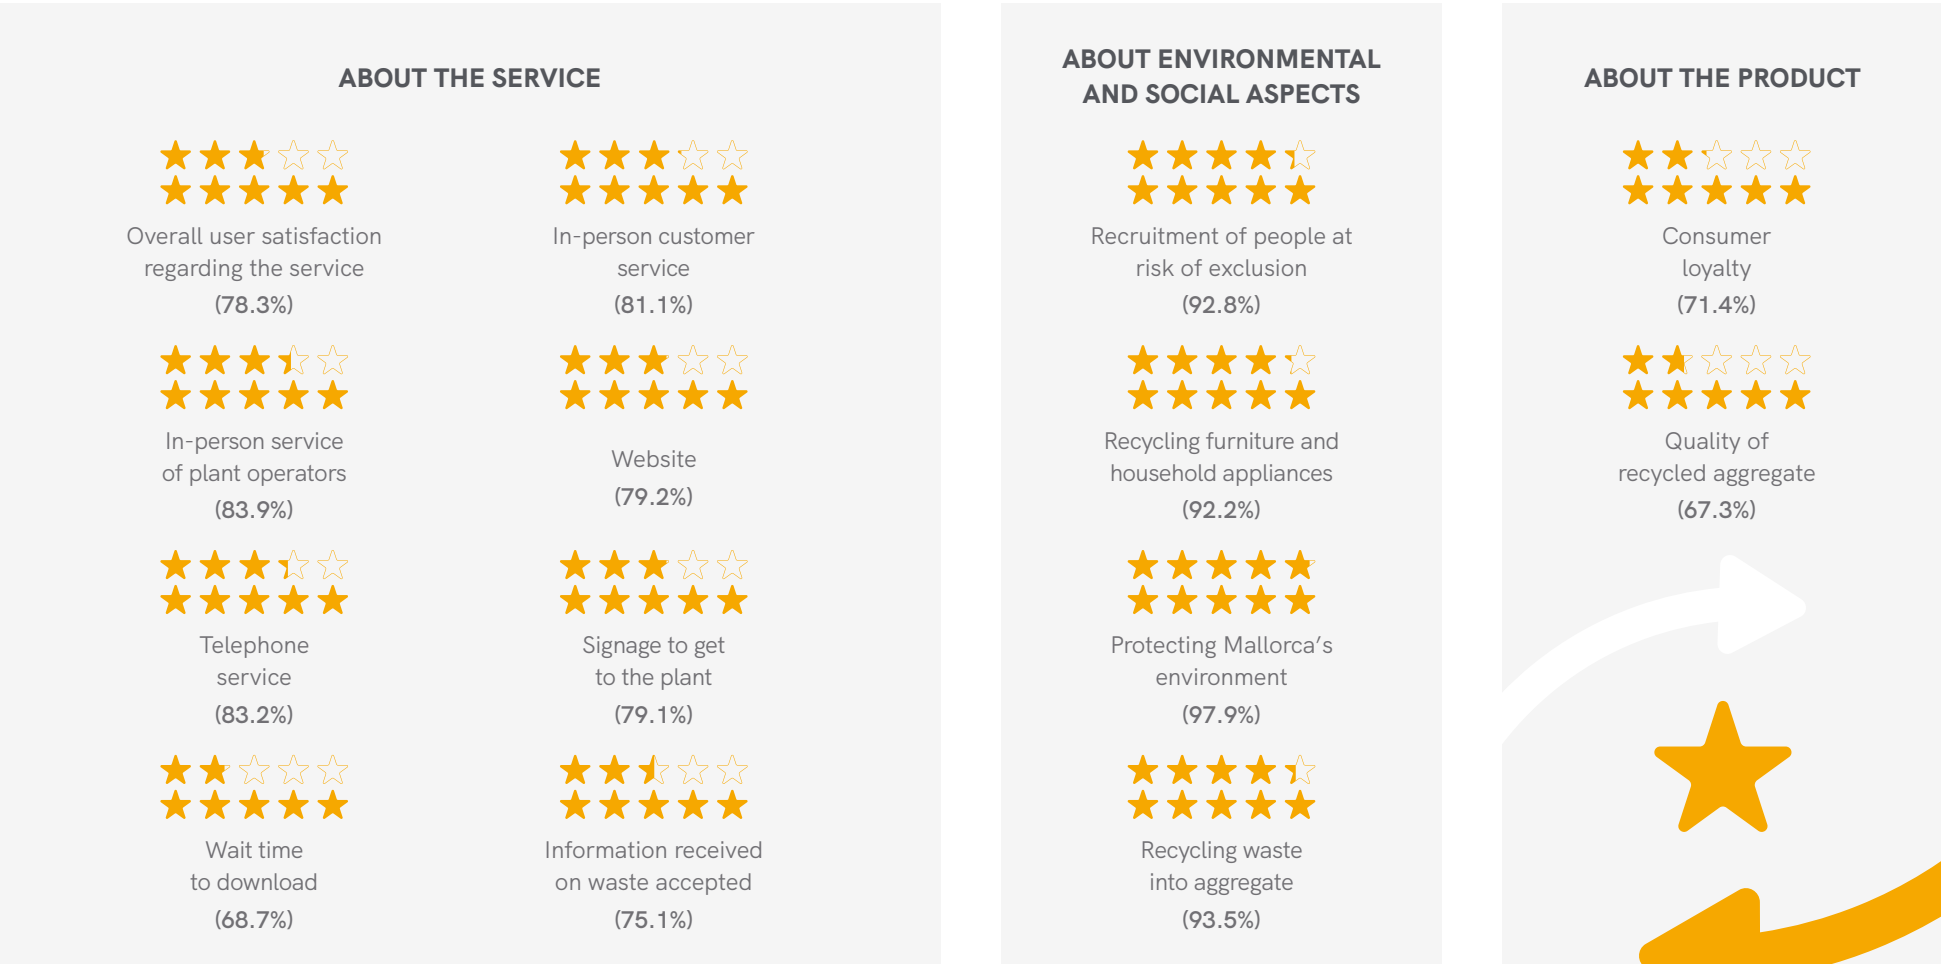 ABOUT THE SERVICE
Overall user satisfaction
regarding the service
(78.3%)
In-person customer
service
(81.1%)
In-person service
of plant operators
(83.9%)
Website
(79.2%)
Telephone
service
(83.2%)
Signage to get
to the plant
(79.1%)
Wait time
to download
(68.7%)
Information received
on waste accepted
(75.1%)
ABOUT ENVIRONMENTAL
AND SOCIAL ASPECTS
Recruitment of people at
risk of exclusion
(92.8%)
Recycling furniture and
household appliances
(92.2%)
Protecting Mallorca’s
environment
(97.9%)
Recycling waste
into aggregate
(93.5%)
ABOUT THE PRODUCT
Consumer
loyalty
(71.4%)
Quality of
recycled aggregate
(67.3%)